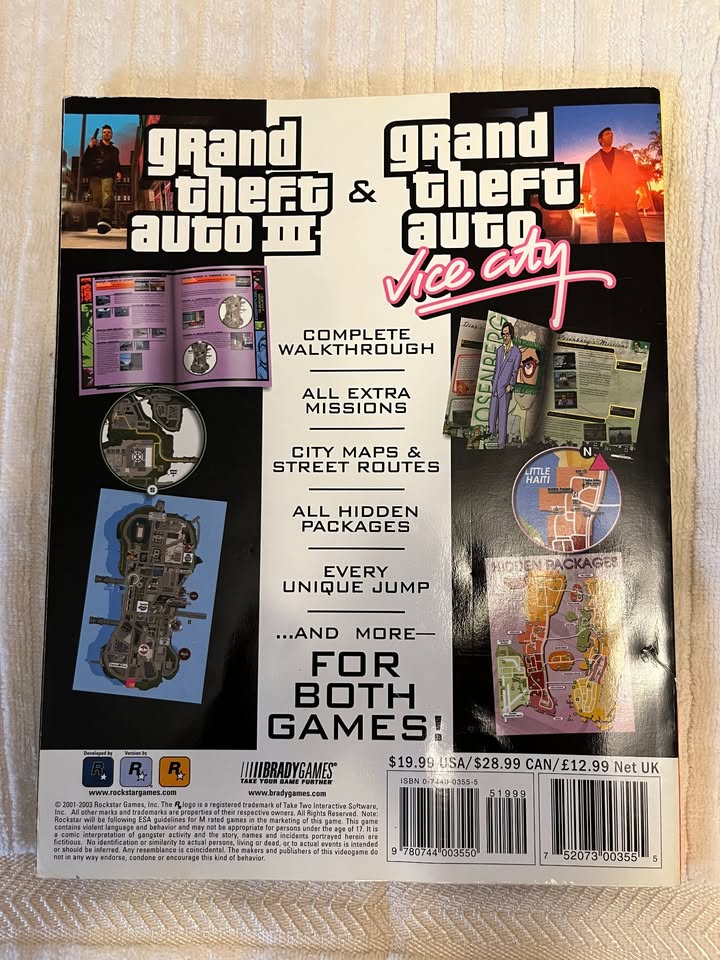 grand
theft
auto III
&
grand
theft
auto
Vice City
COMPLETE
WALKTHROUGH
ALL EXTRA
MISSIONS
CITY MAPS &
STREET ROUTES
ALL HIDDEN
PACKAGES
EVERY
UNIQUE JUMP
...AND MORE—
FOR
BOTH
GAMES!
Rosenberg's Missions
ROSENBERG
N
LITTLE
HAITI
HIDDEN PACKAGES
Developed by
Version by
R
R
R
www.rockstargames.com
BRADYGAMES®
TAKE YOUR GAME FURTHER®
www.bradygames.com
$19.99 USA/$28.99 CAN/£12.99 Net UK
ISBN 0-7440-0355-5
51999
9 780744 003550
7 52073 00355 5
© 2001-2003 Rockstar Games, Inc. The R★ logo is a registered trademark of Take Two Interactive Software,
Inc. All other marks and trademarks are properties of their respective owners. All Rights Reserved. Note:
Rockstar will be following ESA guidelines for M rated games in the marketing of this game. This game
contains violent language and behavior and may not be appropriate for persons under the age of 17. It is
a comic interpretation of gangster activity and the story, names and incidents portrayed herein are
fictitious. No identification or similarity to actual persons, living or dead, or to actual events is intended
or should be inferred. Any resemblance is coincidental. The makers and publishers of this videogame do
not in any way endorse, condone or encourage this kind of behavior.